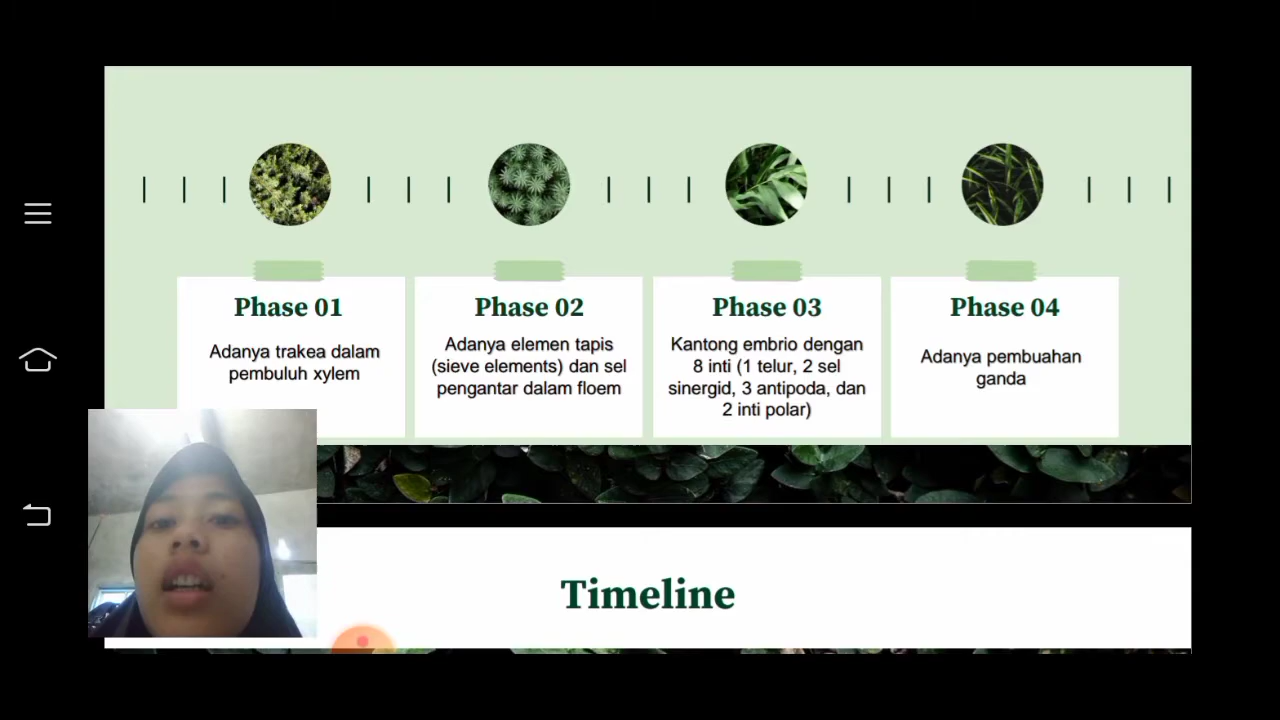 Phase 01
Adanya trakea dalam
pembuluh xylem
Phase 02
Adanya elemen tapis
(sieve elements) dan sel
pengantar dalam floem
Phase 03
Kantong embrio dengan
8 inti (1 telur, 2 sel
sinergid, 3 antipoda, dan
2 inti polar)
Phase 04
Adanya pembuahan
ganda
Timeline